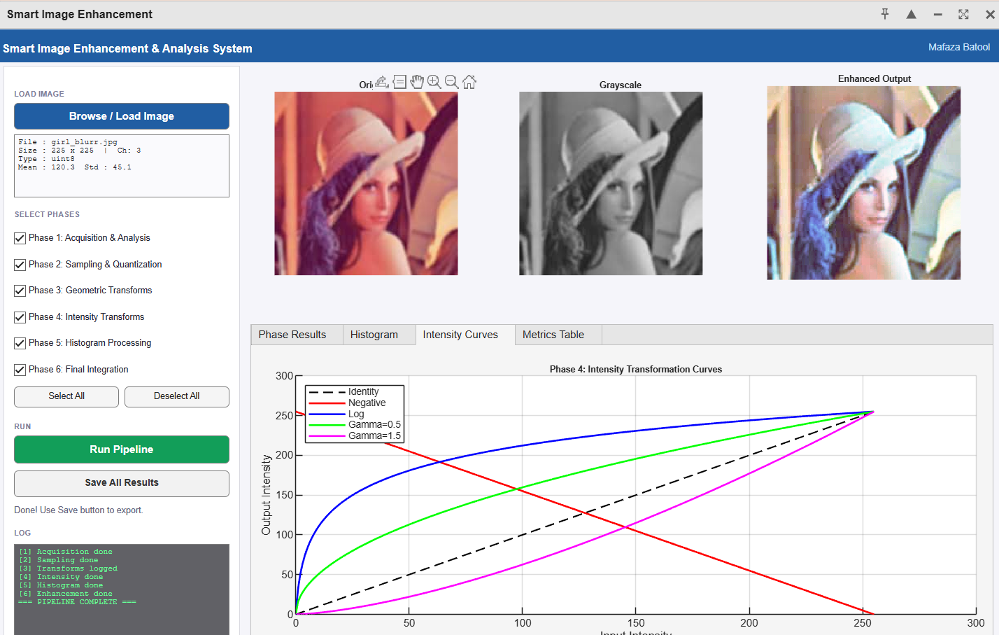 Smart Image Enhancement
Smart Image Enhancement & Analysis System
Mafaza Batool
LOAD IMAGE
Browse / Load Image
File : girl_blurr.jpg
Size : 225 x 225 | Ch: 3
Type : uint8
Mean : 120.3 Std : 45.1
SELECT PHASES
Phase 1: Acquisition & Analysis
Phase 2: Sampling & Quantization
Phase 3: Geometric Transforms
Phase 4: Intensity Transforms
Phase 5: Histogram Processing
Phase 6: Final Integration
Select All
Deselect All
RUN
Run Pipeline
Save All Results
Done! Use Save button to export.
LOG
[1] Acquisition done
[2] Sampling done
[3] Transforms logged
[4] Intensity done
[5] Histogram done
[6] Enhancement done
=== PIPELINE COMPLETE ===
Grayscale
Enhanced Output
Phase Results
Histogram
Intensity Curves
Metrics Table
Phase 4: Intensity Transformation Curves
Identity
Negative
Log
Gamma=0.5
Gamma=1.5
Output Intensity
300
250
200
150
100
50
0
0 50 100 150 200 250 300
Input Intensity